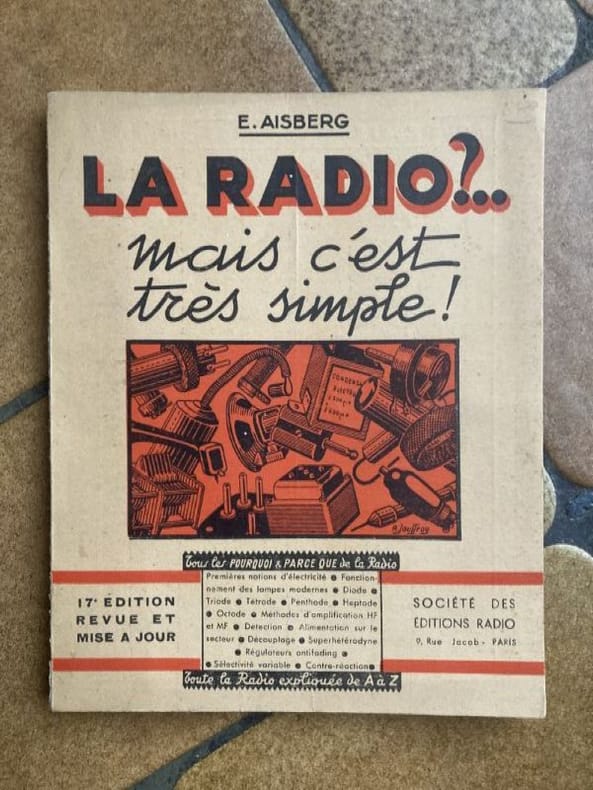 E. AISBERG
LA RADIO?..
mais c'est
très simple!
R. Jouffroy
Tous les POURQUOI & PARCE QUE de la Radio
Premières notions d'électricité ● Fonction-
nement des lampes modernes ● Diode ●
Triode ● Tétrode ● Penthode ● Heptode
● Octode ● Méthodes d'amplification HF
et MF ● Détection ● Alimentation sur le
secteur ● Découplage ● Superhétérodyne
● Régulateurs antifading ●
● Sélectivité variable ● Contre-réaction ●
Toute la Radio expliquée de A à Z
17e ÉDITION
REVUE ET
MISE A JOUR
SOCIÉTÉ DES
ÉDITIONS RADIO
9, Rue Jacob - PARIS